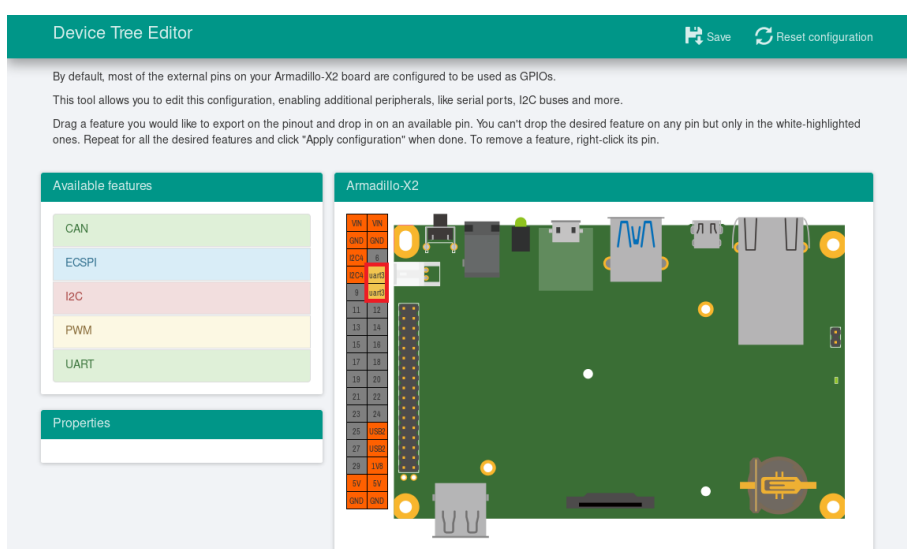 Device Tree Editor
Save
Reset configuration
By default, most of the external pins on your Armadillo-X2 board are configured to be used as GPIOs.
This tool allows you to edit this configuration, enabling additional peripherals, like serial ports, I2C buses and more.
Drag a feature you would like to export on the pinout and drop in on an available pin. You can't drop the desired feature on any pin but only in the white-highlighted
ones. Repeat for all the desired features and click "Apply configuration" when done. To remove a feature, right-click its pin.
Available features
CAN
ECSPI
I2C
PWM
UART
Properties
Armadillo-X2
VIN VIN
GND GND
I2C4 6
I2C4 uart3
9 uart3
11 12
13 14
15 16
17 18
19 20
21 22
23 24
25 USB2
27 USB2
29 1V8
5V 5V
GND GND